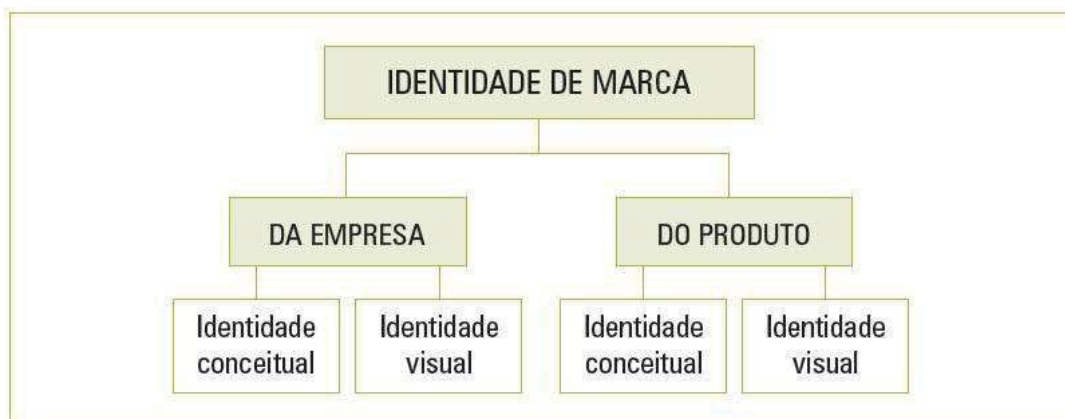 IDENTIDADE DE MARCA
DA EMPRESA
DO PRODUTO
Identidade
conceitual
Identidade
visual
Identidade
conceitual
Identidade
visual